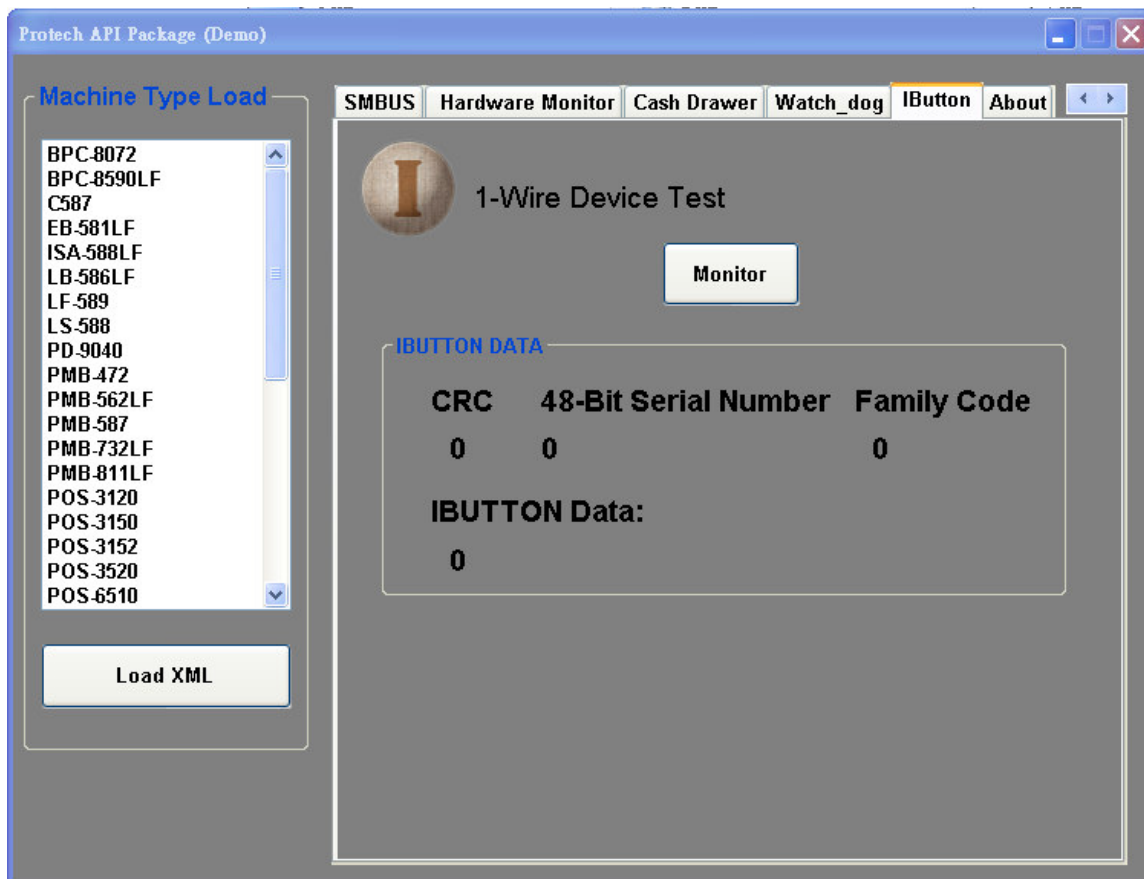 Protech API Package (Demo)
Machine Type Load
BPC-8072
BPC-8590LF
C587
EB-581LF
ISA-588LF
LB-586LF
LF-589
LS-588
PD-9040
PMB-472
PMB-562LF
PMB-587
PMB-732LF
PMB-811LF
POS-3120
POS-3150
POS-3152
POS-3520
POS-6510
Load XML
SMBUS Hardware Monitor Cash Drawer Watch_dog IButton About
I
1-Wire Device Test
Monitor
IBUTTON DATA
CRC 48-Bit Serial Number Family Code
0 0 0
IBUTTON Data:
0